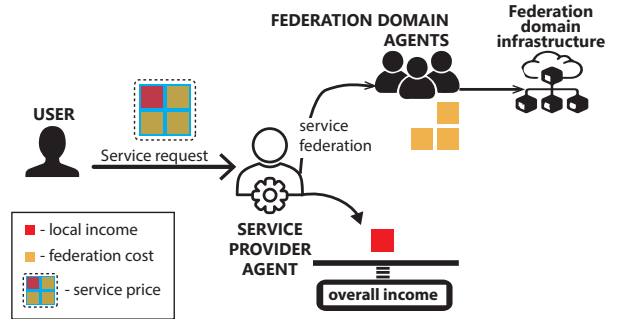 FEDERATION DOMAIN
AGENTS
Federation
domain
infrastructure
USER
Service request
service
federation
SERVICE
PROVIDER
AGENT
- local income
- federation cost
- service price
overall income